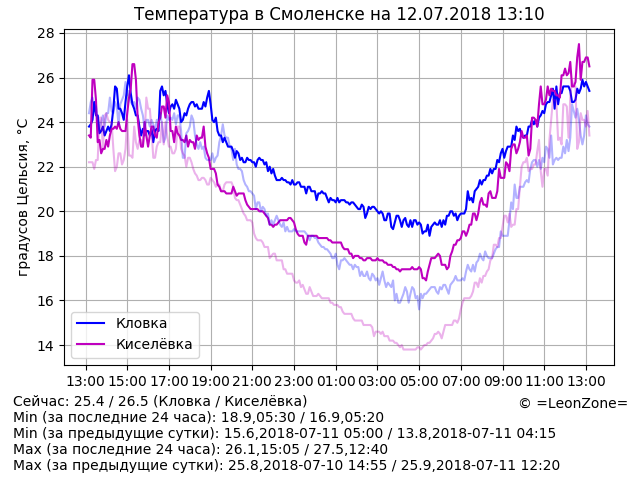 Температура в Смоленске на 12.07.2018 13:10
28
26
24
22
20
18
16
14
градусов Цельсия, °C
Кловка
Киселёвка
13:00 15:00 17:00 19:00 21:00 23:00 01:00 03:00 05:00 07:00 09:00 11:00 13:00
Сейчас: 25.4 / 26.5 (Кловка / Киселёвка)
© =LeonZone=
Min (за последние 24 часа): 18.9,05:30 / 16.9,05:20
Min (за предыдущие сутки): 15.6,2018-07-11 05:00 / 13.8,2018-07-11 04:15
Max (за последние 24 часа): 26.1,15:05 / 27.5,12:40
Max (за предыдущие сутки): 25.8,2018-07-10 14:55 / 25.9,2018-07-11 12:20